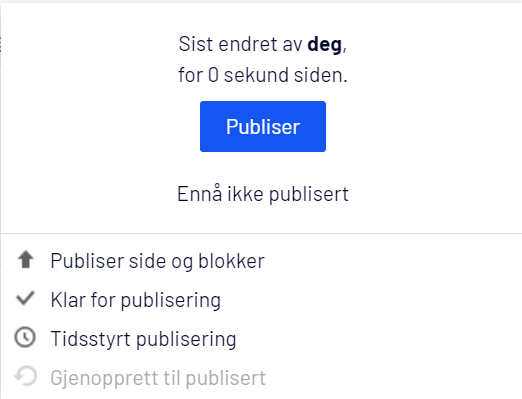 Sist endret av deg,
for 0 sekund siden.
Publiser
Ennå ikke publisert
Publiser side og blokker
Klar for publisering
Tidsstyrt publisering
Gjenopprett til publisert